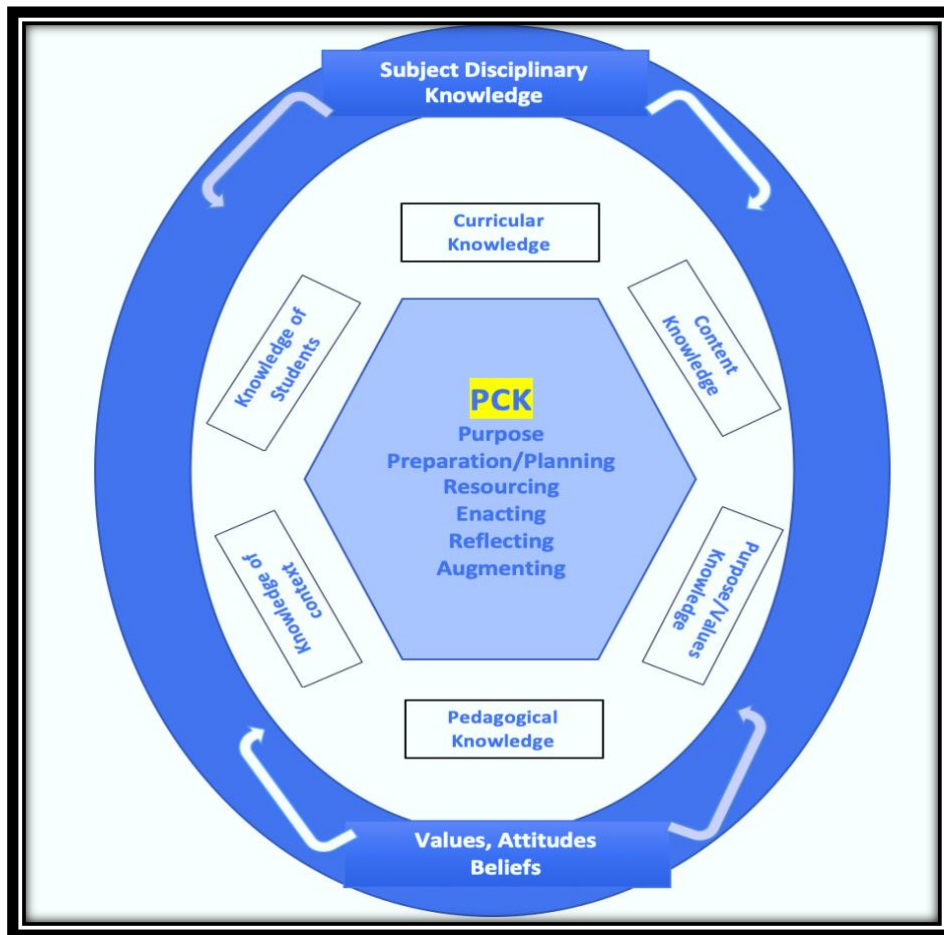 Subject Disciplinary
Knowledge
Curricular
Knowledge
Knowledge of
Students
Content
Knowledge
PCK
Purpose
Preparation/Planning
Resourcing
Enacting
Reflecting
Augmenting
Knowledge of
context
Purpose/Values
Knowledge
Pedagogical
Knowledge
Values, Attitudes
Beliefs